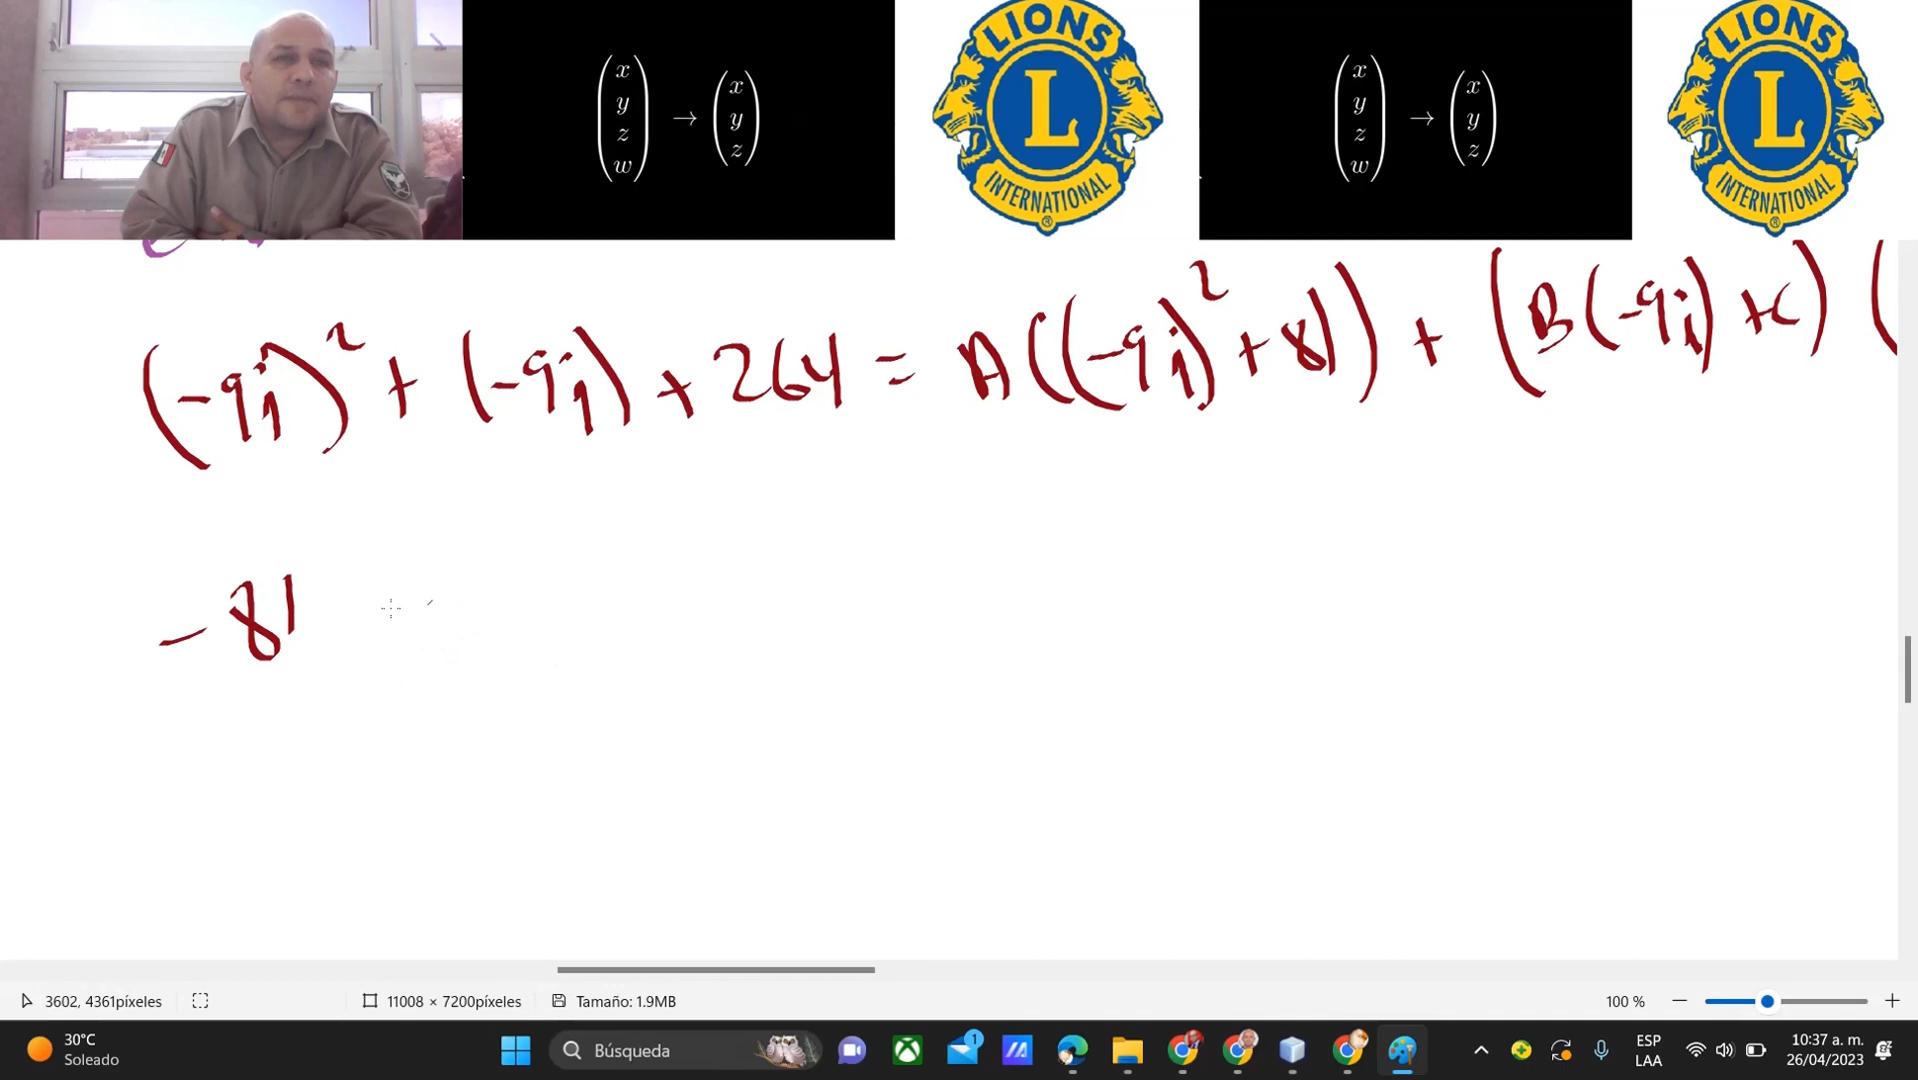 x
y
z
w
→
x
y
z
LIONS
L
INTERNATIONAL
®
x
y
z
w
→
x
y
z
LIONS
L
INTERNATIONAL
®
(-9i)² + (-9i) + 264 = A((-9i)² + 81) + (B(-9i) + C) (
- 81
3602, 4361píxeles
11008 × 7200píxeles
Tamaño: 1.9MB
100 %
30°C
Soleado
Búsqueda
1
ESP
LAA
10:37 a. m.
26/04/2023